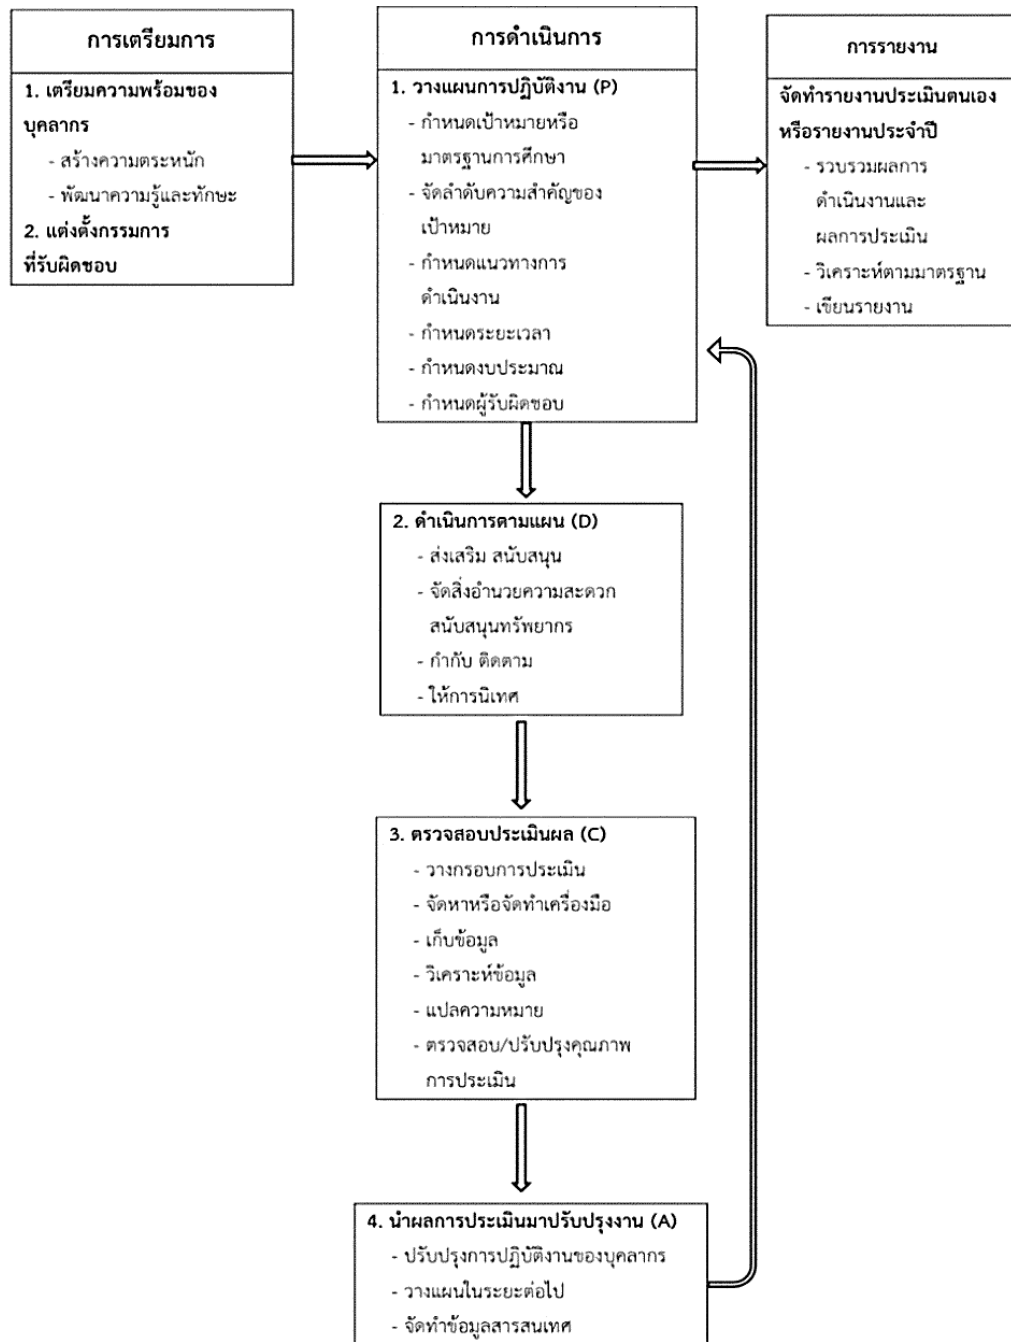 การเตรียมการ
1. เตรียมความพร้อมของ
บุคลากร
- สร้างความตระหนัก
- พัฒนาความรู้และทักษะ
2. แต่งตั้งกรรมการ
ที่รับผิดชอบ
การดำเนินการ
1. วางแผนการปฏิบัติงาน (P)
- กำหนดเป้าหมายหรือ
มาตรฐานการศึกษา
- จัดลำดับความสำคัญของ
เป้าหมาย
- กำหนดแนวทางการ
ดำเนินงาน
- กำหนดระยะเวลา
- กำหนดงบประมาณ
- กำหนดผู้รับผิดชอบ
การรายงาน
จัดทำรายงานประเมินตนเอง
หรือรายงานประจำปี
- รวบรวมผลการ
ดำเนินงานและ
ผลการประเมิน
- วิเคราะห์ตามมาตรฐาน
- เขียนรายงาน
2. ดำเนินการตามแผน (D)
- ส่งเสริม สนับสนุน
- จัดสิ่งอำนวยความสะดวก
สนับสนุนทรัพยากร
- กำกับ ติดตาม
- ให้การนิเทศ
3. ตรวจสอบประเมินผล (C)
- วางกรอบการประเมิน
- จัดหาหรือจัดทำเครื่องมือ
- เก็บข้อมูล
- วิเคราะห์ข้อมูล
- แปลความหมาย
- ตรวจสอบ/ปรับปรุงคุณภาพ
การประเมิน
4. นำผลการประเมินมาปรับปรุงงาน (A)
- ปรับปรุงการปฏิบัติงานของบุคลากร
- วางแผนในระยะต่อไป
- จัดทำข้อมูลสารสนเทศ